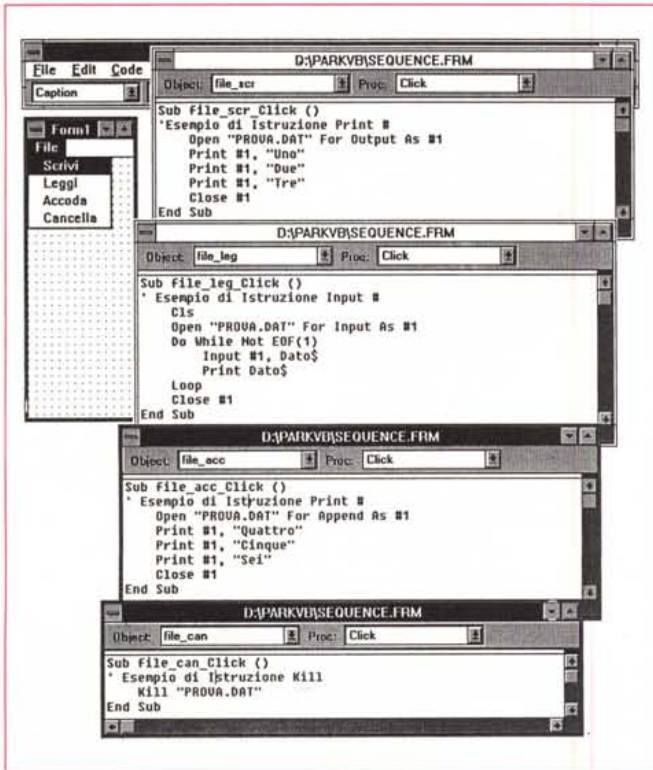 File Edit Code
Caption
Form1
File
Scrivi
Leggi
Accoda
Cancella
D:\PARKVB\SEQUENCE.FRM
Object: file_scr Proc: Click
Sub file_scr_Click ()
'Esempio di Istruzione Print #
Open "PROVA.DAT" For Output As #1
Print #1, "Uno"
Print #1, "Due"
Print #1, "Tre"
Close #1
End Sub
D:\PARKVB\SEQUENCE.FRM
Object: file_leg Proc: Click
Sub file_leg_Click ()
' Esempio di Istruzione Input #
Cls
Open "PROVA.DAT" For Input As #1
Do While Not EOF(1)
Input #1, Dato$
Print Dato$
Loop
Close #1
End Sub
D:\PARKVB\SEQUENCE.FRM
Object: file_acc Proc: Click
Sub file_acc_Click ()
' Esempio di Istruzione Print #
Open "PROVA.DAT" For Append As #1
Print #1, "Quattro"
Print #1, "Cinque"
Print #1, "Sei"
Close #1
End Sub
D:\PARKVB\SEQUENCE.FRM
Object: file_can Proc: Click
Sub file_can_Click ()
' Esempio di Istruzione Kill
Kill "PROVA.DAT"
End Sub